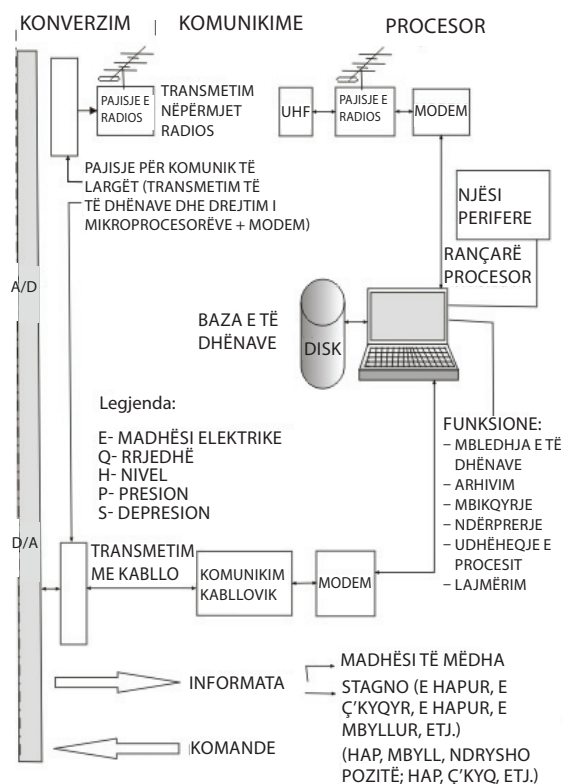 KONVERZIM | KOMUNIKIME PROCESOR
PAJISJE E
RADIOS
TRANSMETIM
NËPËRMJET
RADIOS
UHF
PAJISJE E
RADIOS
MODEM
PAJISJE PËR KOMUNIK TË
LARGËT (TRANSMETIM TË
TË DHËNAVE DHE DREJTIM I
MIKROPROCESORËVE + MODEM)
NJËSI
PERIFERE
RANÇARË
PROCESOR
A/D
BAZA E TË
DHËNAVE
DISK
Legjenda:
E- MADHËSI ELEKTRIKE
Q- RRJEDHË
H- NIVEL
P- PRESION
S- DEPRESION
FUNKSIONE:
– MBLEDHJA E TË
DHËNAVE
– ARHIVIM
– MBIKQYRJE
– NDËRPRERJE
– UDHËHEQJE E
PROCESIT
– LAJMËRIM
D/A
TRANSMETIM
ME KABLLO
KOMUNIKIM
KABLLOVIK
MODEM
INFORMATA
MADHËSI TË MËDHA
STAGNO (E HAPUR, E
Ç'KYQYR, E HAPUR, E
MBYLLUR, ETJ.)
KOMANDE
(HAP, MBYLL, NDRYSHO
POZITË; HAP, Ç'KYQ, ETJ.)